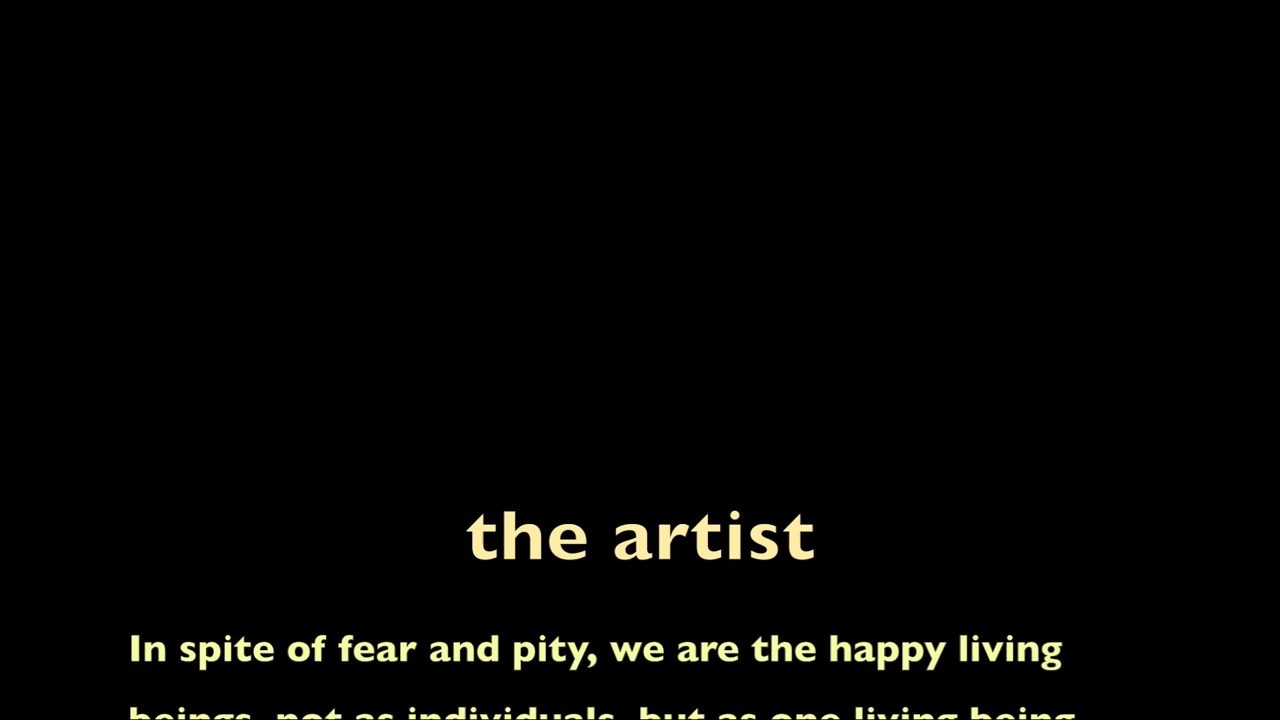 the artist
In spite of fear and pity, we are the happy living
beings, not as individuals, but as one living being